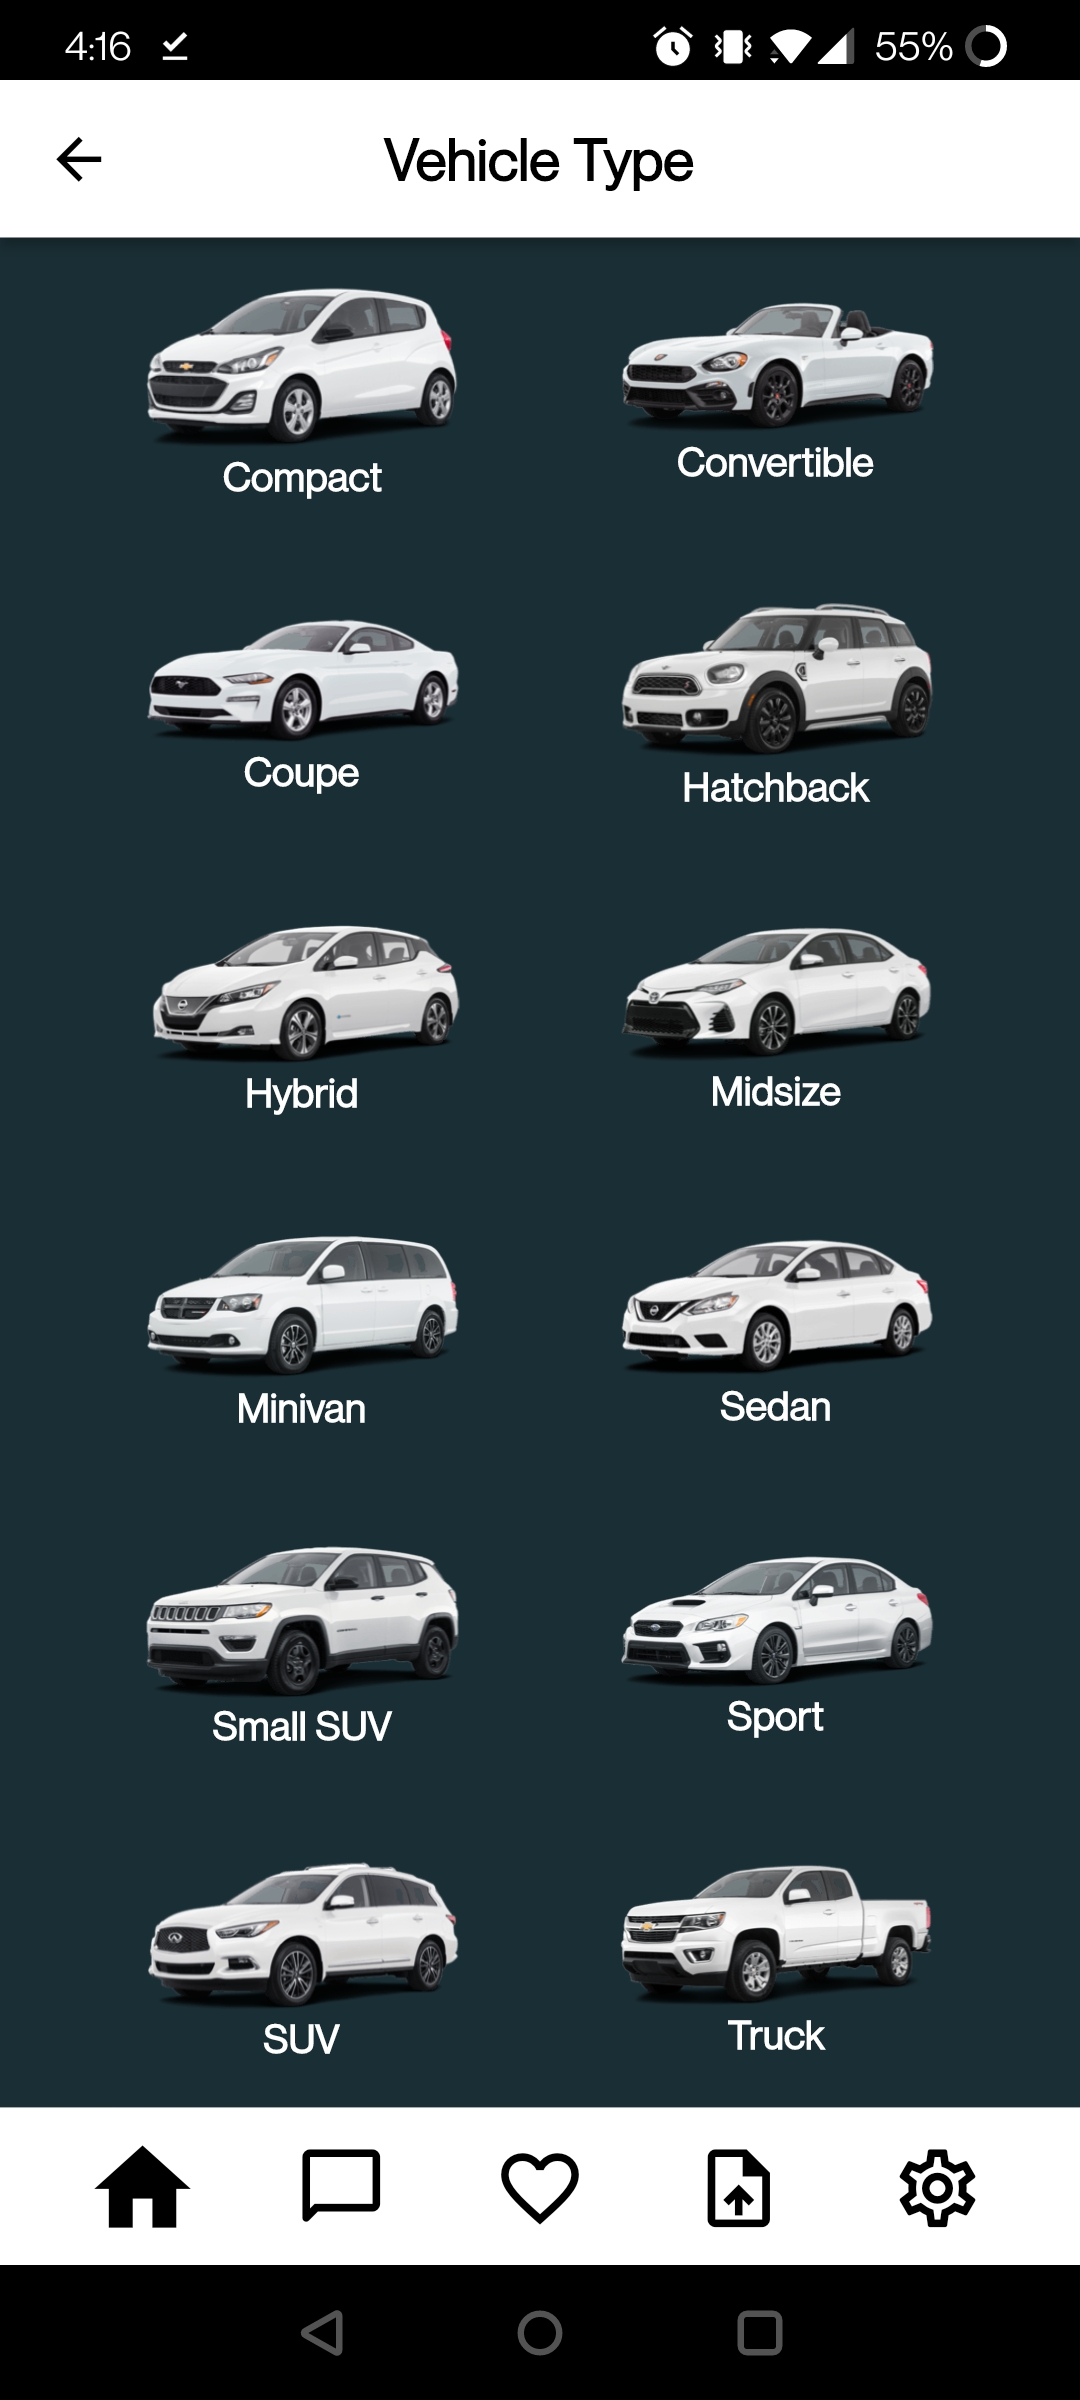 4:16
55%
Vehicle Type
Compact
Convertible
Coupe
Hatchback
Hybrid
Midsize
Minivan
Sedan
Small SUV
Sport
SUV
Truck